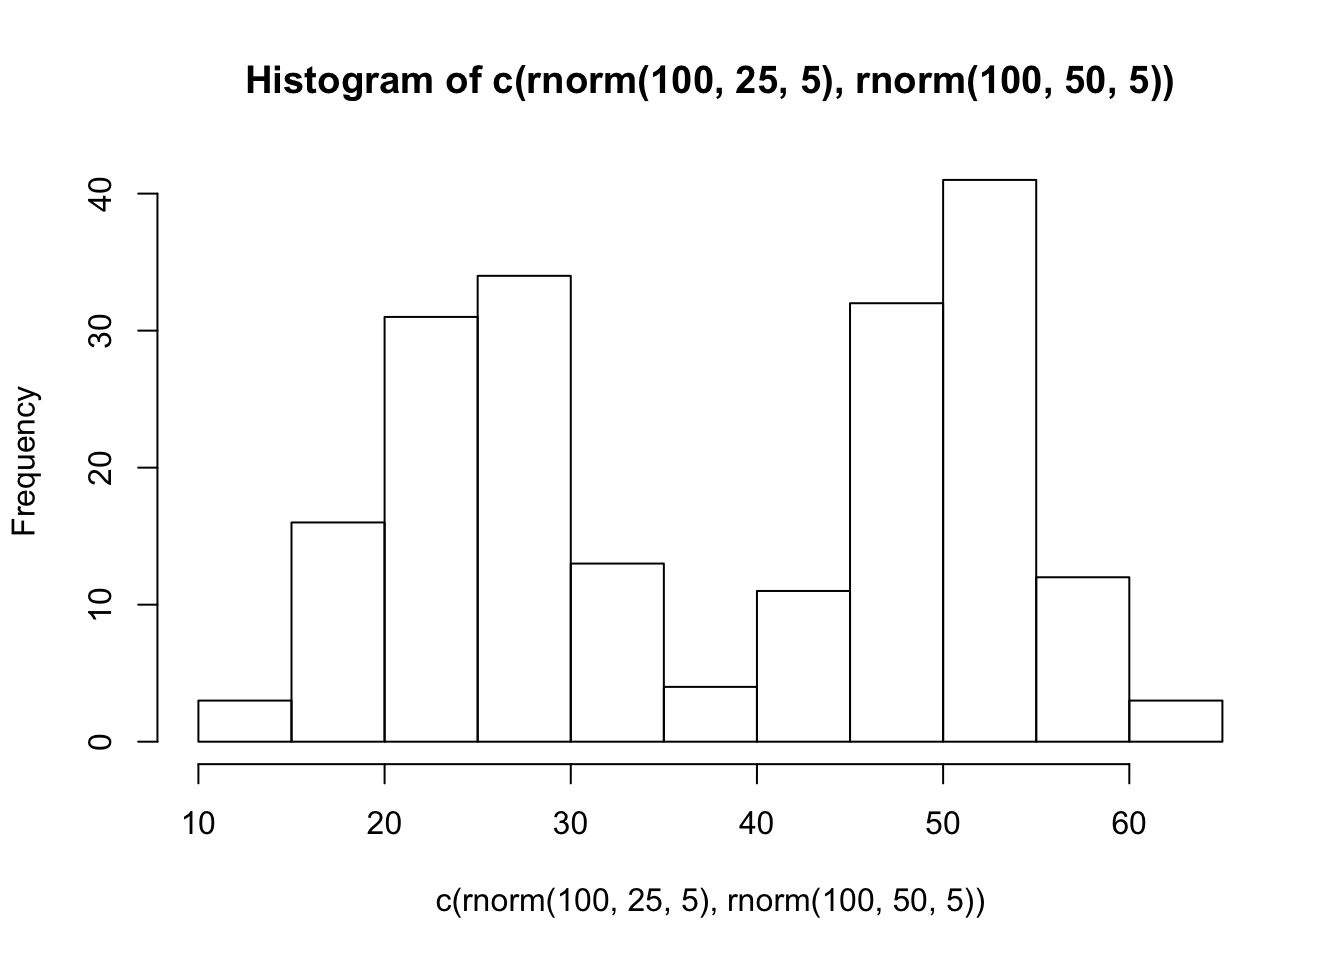 Histogram of c(rnorm(100, 25, 5), rnorm(100, 50, 5))
Frequency
40
30
20
10
0
10 20 30 40 50 60
c(rnorm(100, 25, 5), rnorm(100, 50, 5))